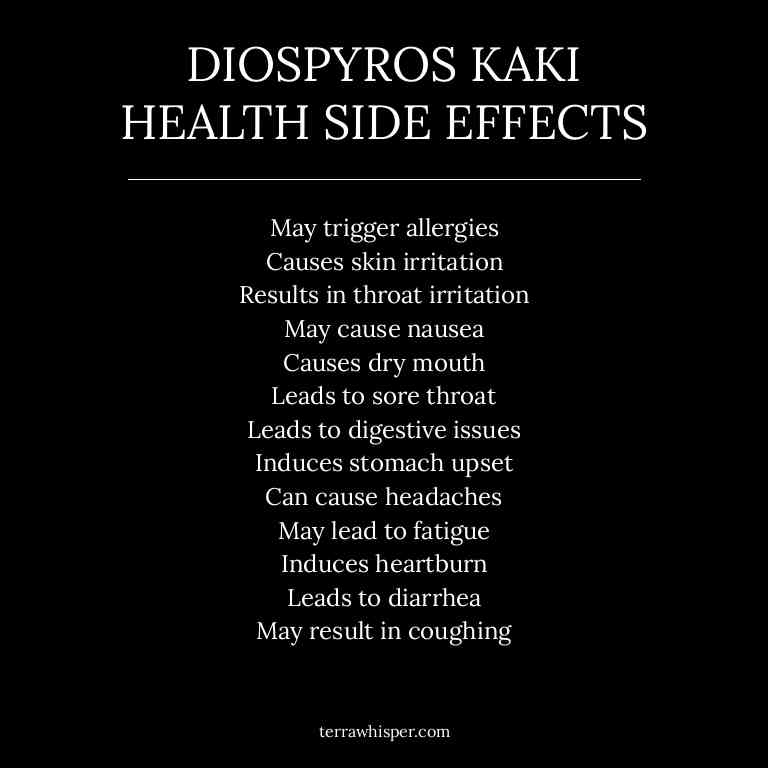 DIOSPYROS KAKI
HEALTH SIDE EFFECTS
May trigger allergies
Causes skin irritation
Results in throat irritation
May cause nausea
Causes dry mouth
Leads to sore throat
Leads to digestive issues
Induces stomach upset
Can cause headaches
May lead to fatigue
Induces heartburn
Leads to diarrhea
May result in coughing
terrawhisper.com